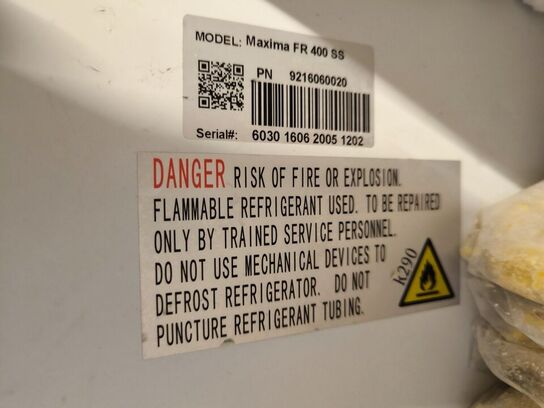 MODEL: Maxima FR 400 SS
PN 9216060020
Serial#: 6030 1606 2005 1202
DANGER RISK OF FIRE OR EXPLOSION.
FLAMMABLE REFRIGERANT USED. TO BE REPAIRED
ONLY BY TRAINED SERVICE PERSONNEL.
DO NOT USE MECHANICAL DEVICES TO
DEFROST REFRIGERATOR. DO NOT
PUNCTURE REFRIGERANT TUBING.
k290